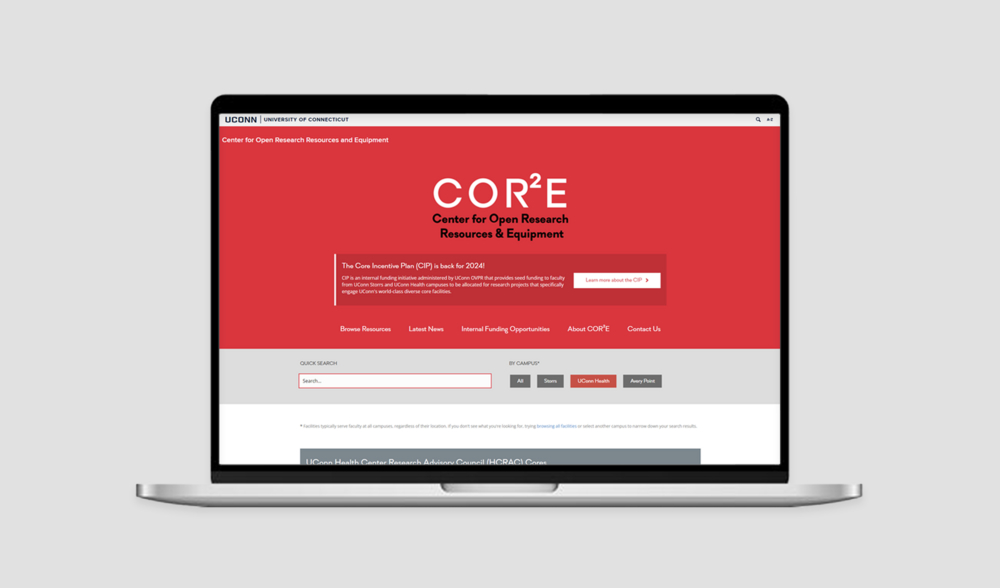 UCONN | UNIVERSITY OF CONNECTICUT
a-z
Center for Open Research Resources and Equipment
COR²E
Center for Open Research
Resources & Equipment
The Core Incentive Plan (CIP) is back for 2024!
CIP is an internal funding initiative administered by UConn OVPR that provides seed funding to faculty
from UConn Storrs and UConn Health campuses to be allocated for research projects that specifically
engage UConn's world-class diverse core facilities.
Learn more about the CIP
Browse Resources Latest News Internal Funding Opportunities About COR²E Contact Us
QUICK SEARCH
BY CAMPUS*
Search...
All Storrs UConn Health Avery Point
* Facilities typically serve faculty at all campuses, regardless of their location. If you don't see what you're looking for, trying browsing all facilities or select another campus to narrow down your search results.
UConn Health Center Research Advisory Council (HCRAC) Cores